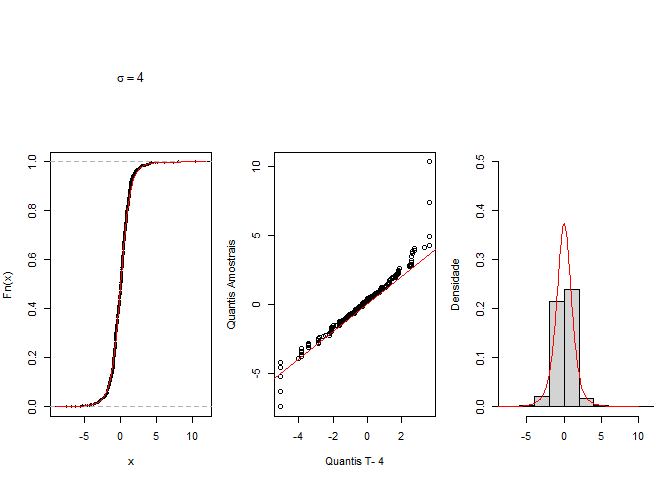 σ = 4
Fn(x)
0.0 0.2 0.4 0.6 0.8 1.0
-5 0 5 10
x
Quantis Amostrais
-5 0 5 10
-4 -2 0 2
Quantis T- 4
Densidade
0.0 0.1 0.2 0.3 0.4 0.5
-5 0 5 10